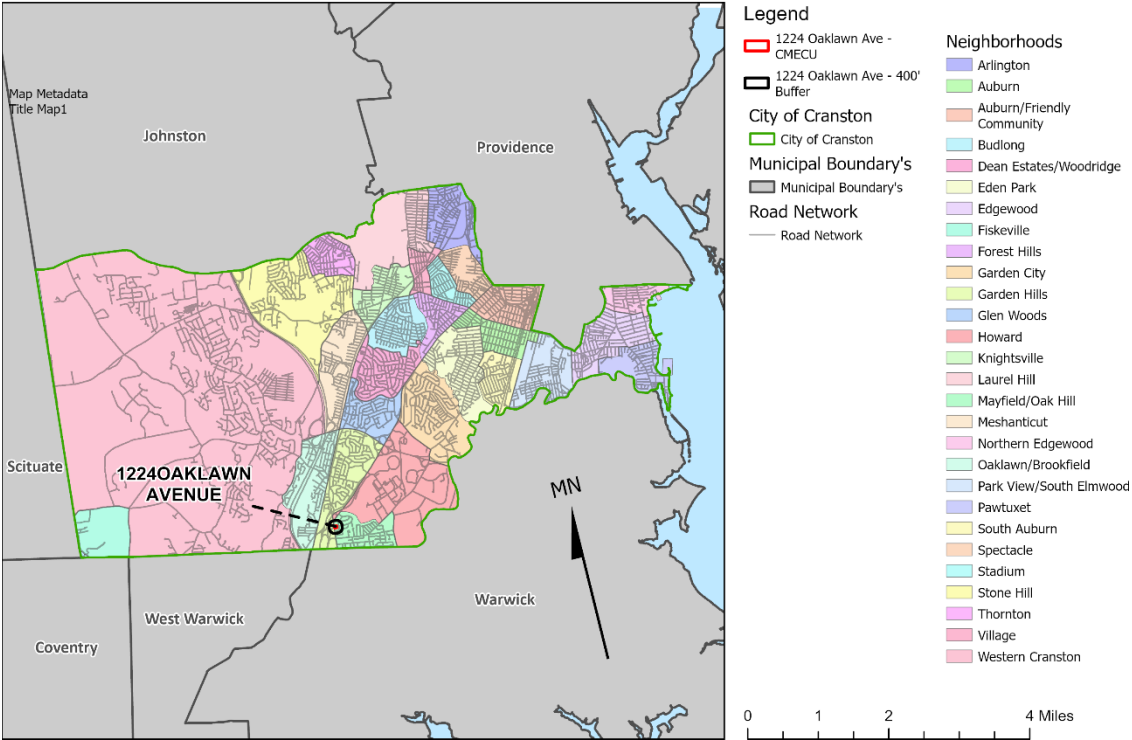 Map Metadata
Title Map1
Johnston
Providence
Scituate
1224OAKLAWN
AVENUE
MN
Warwick
West Warwick
Coventry
Legend
1224 Oaklawn Ave -
CMECU
1224 Oaklawn Ave - 400'
Buffer
City of Cranston
City of Cranston
Municipal Boundary's
Municipal Boundary's
Road Network
Road Network
Neighborhoods
Arlington
Auburn
Auburn/Friendly
Community
Budlong
Dean Estates/Woodridge
Eden Park
Edgewood
Fiskeville
Forest Hills
Garden City
Garden Hills
Glen Woods
Howard
Knightsville
Laurel Hill
Mayfield/Oak Hill
Meshanticut
Northern Edgewood
Oaklawn/Brookfield
Park View/South Elmwood
Pawtuxet
South Auburn
Spectacle
Stadium
Stone Hill
Thornton
Village
Western Cranston
0 1 2 4 Miles